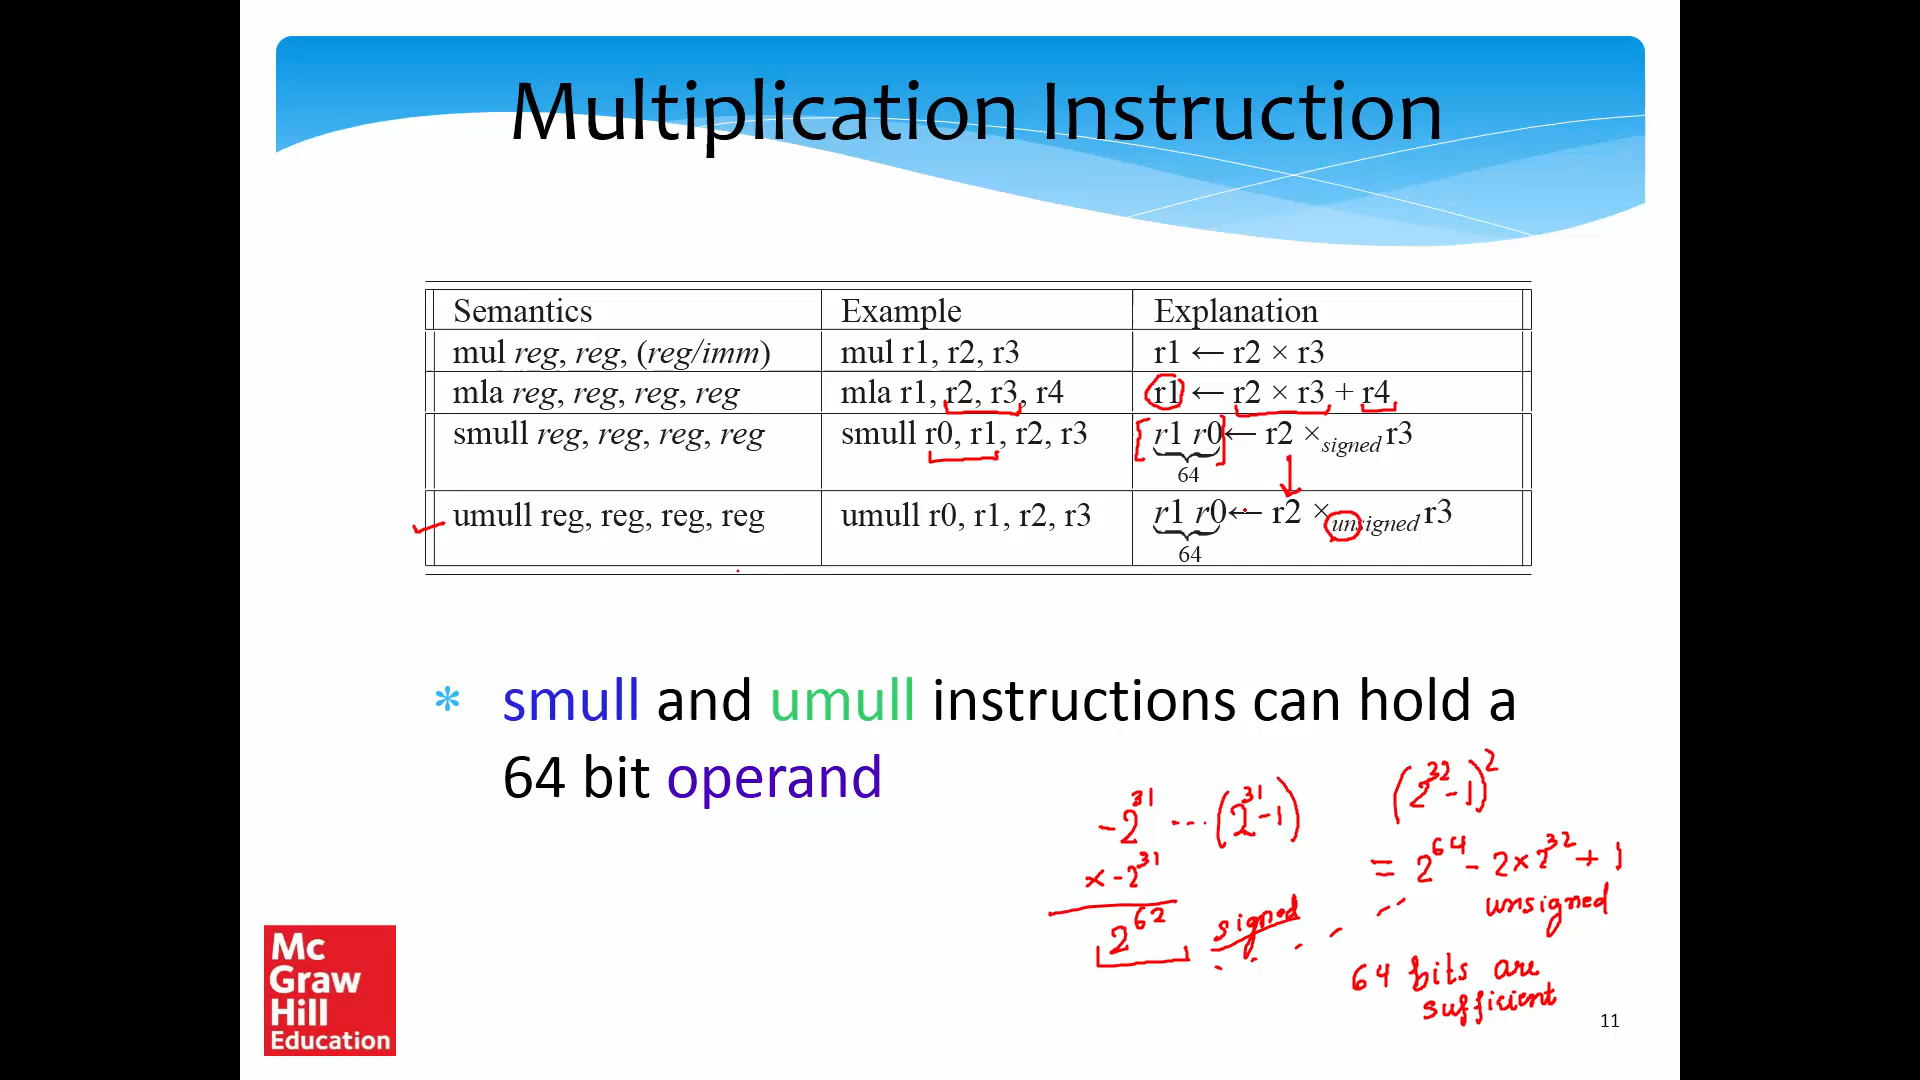 Multiplication Instruction
Semantics Example Explanation
mul reg, reg, (reg/imm) mul r1, r2, r3 r1 ← r2 × r3
mla reg, reg, reg, reg mla r1, r2, r3, r4 r1 ← r2 × r3 + r4
smull reg, reg, reg, reg smull r0, r1, r2, r3 r1 r0 ← r2 ×signed r3
64
umull reg, reg, reg, reg umull r0, r1, r2, r3 r1 r0 ← r2 ×unsigned r3
64
* smull and umull instructions can hold a
64 bit operand
-2^31 ... (2^31 - 1)
× -2^31
2^62 signed
(2^32 - 1)^2
= 2^64 - 2 × 2^32 + 1
unsigned
64 bits are
sufficient
Mc
Graw
Hill
Education
11